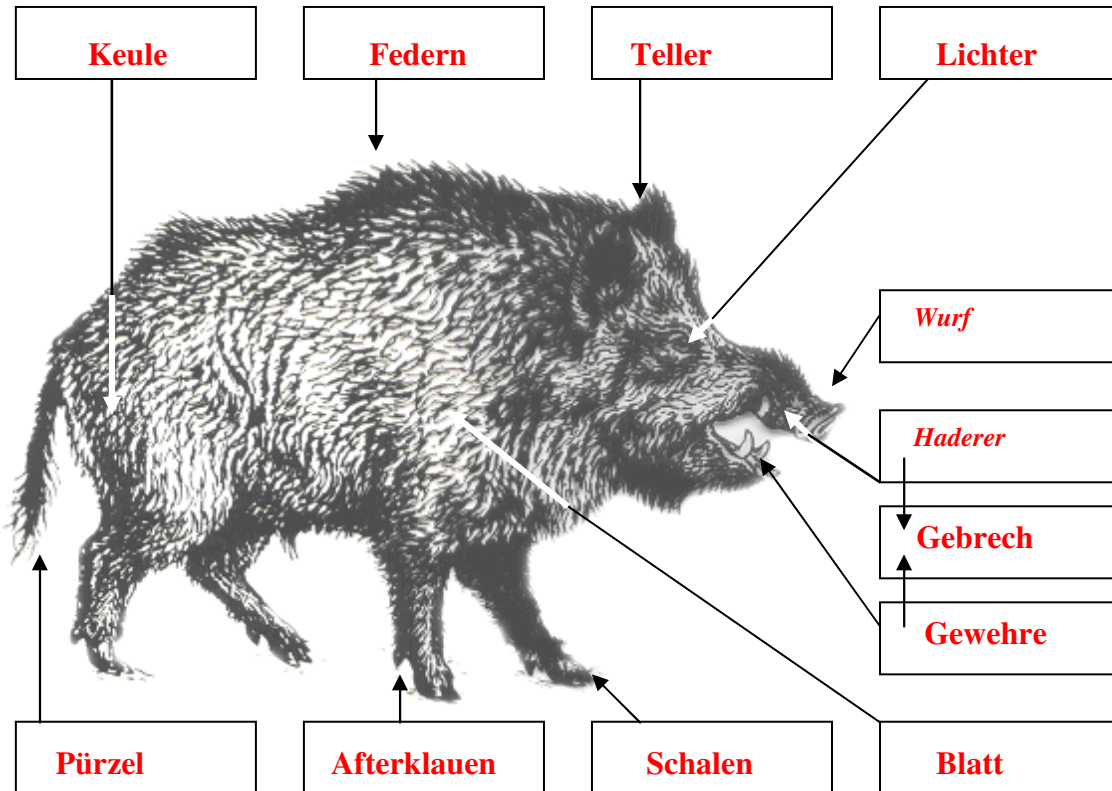 Keule
Federn
Teller
Lichter
Wurf
Haderer
Gebrech
Gewehre
Pürzel
Afterklauen
Schalen
Blatt